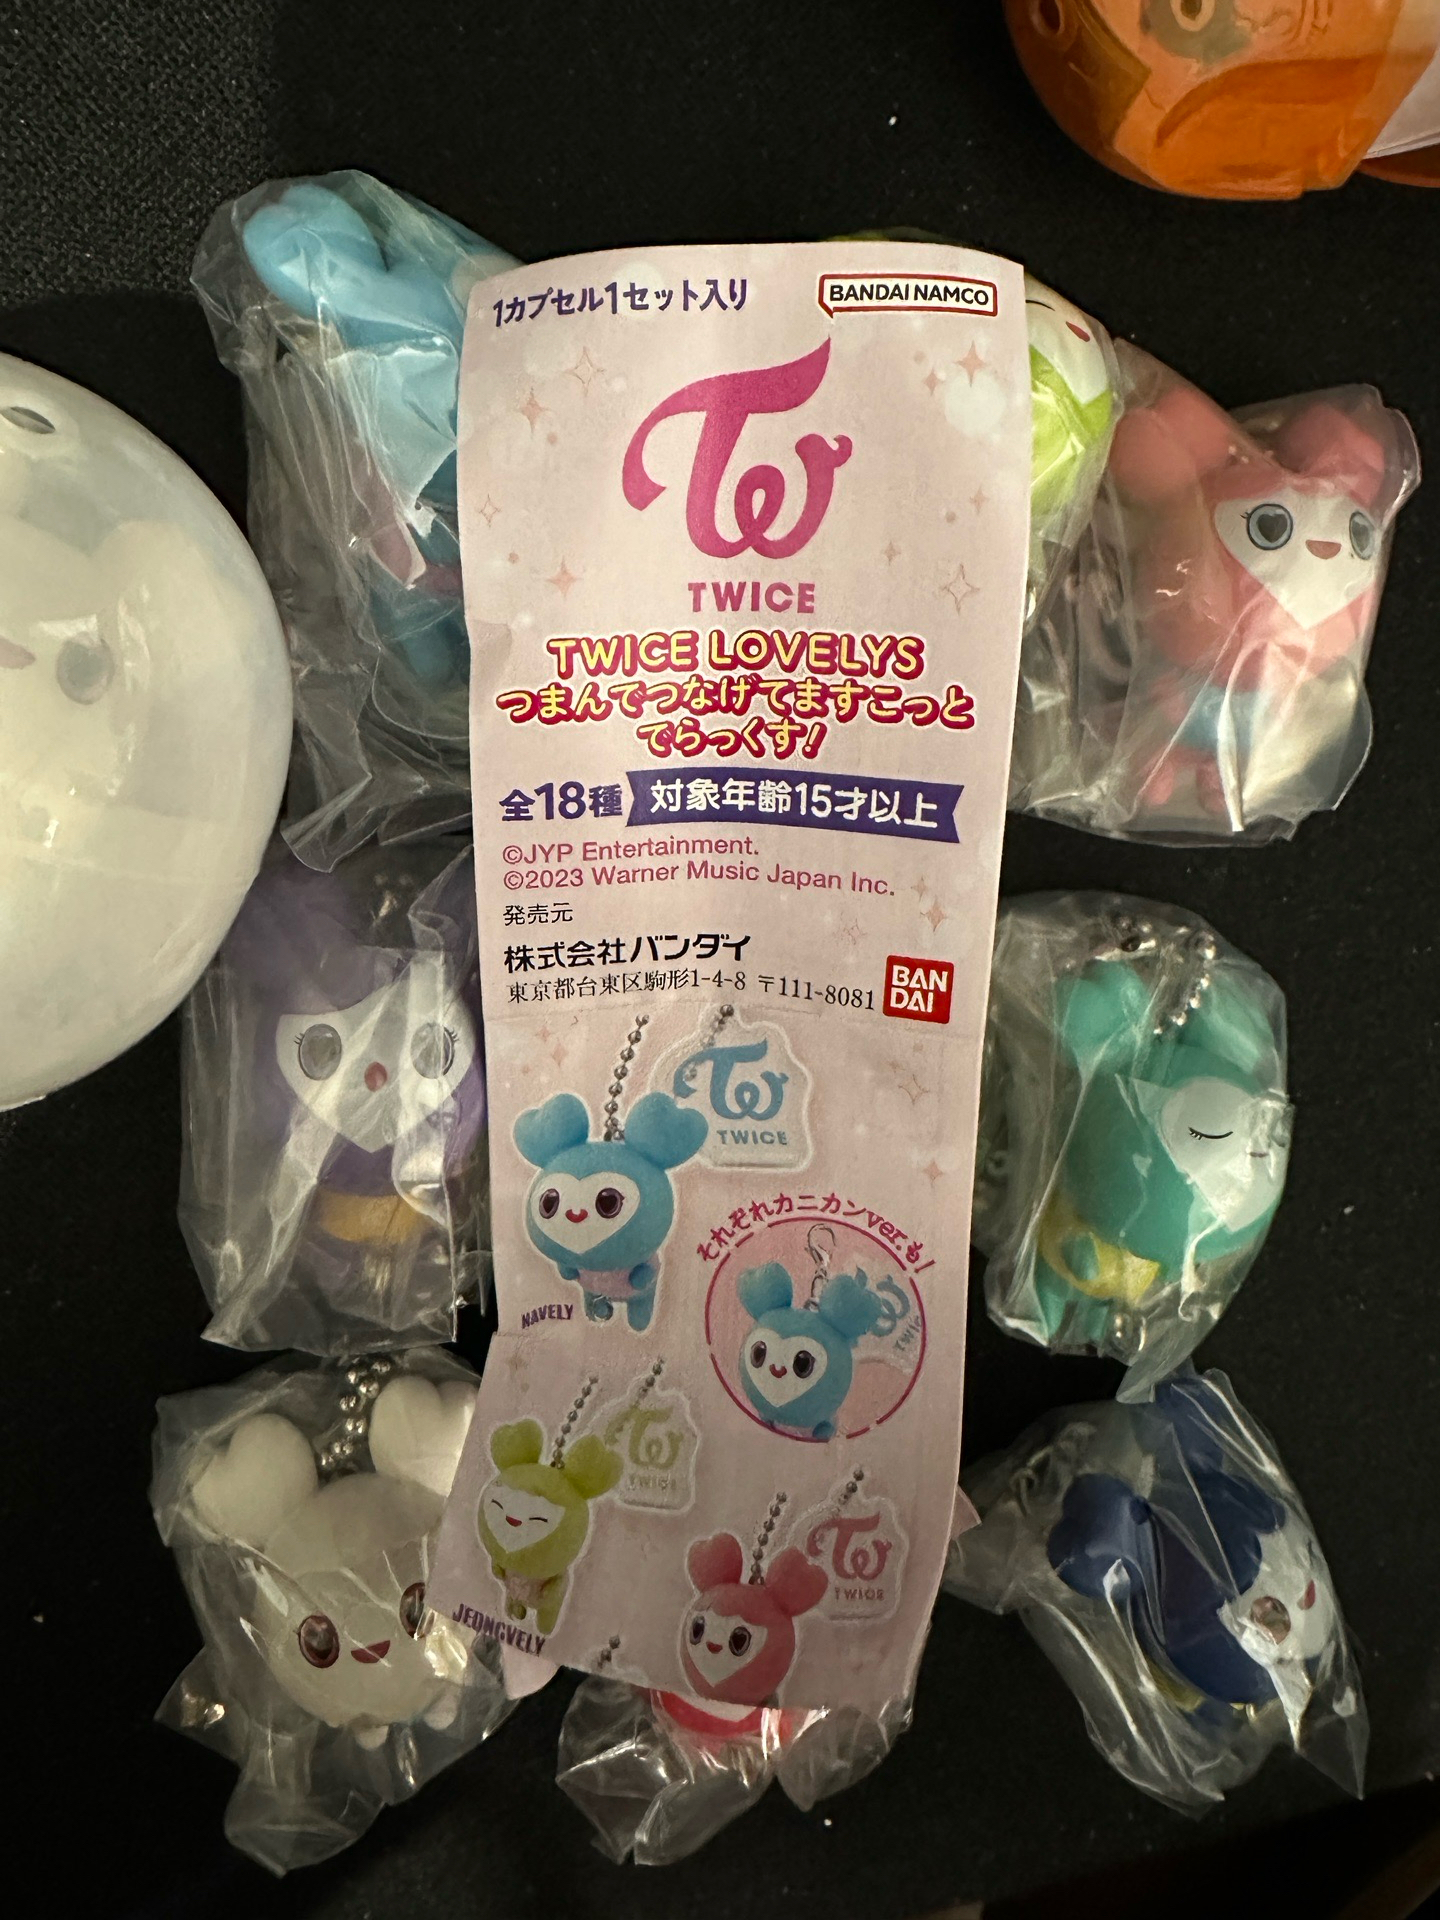 1カプセル1セット入り
BANDAI NAMCO
TWICE
TWICE LOVELYS
つまんでつなげてますこっと
でらっくす!
全18種 対象年齢15才以上
©JYP Entertainment.
©2023 Warner Music Japan Inc.
発売元
株式会社バンダイ
東京都台東区駒形1-4-8 〒111-8081
BAN
DAI
TWICE
それぞれカニカンver.も!
NAVELY
TWICE
TWICE
TWICE
JEONGVELY